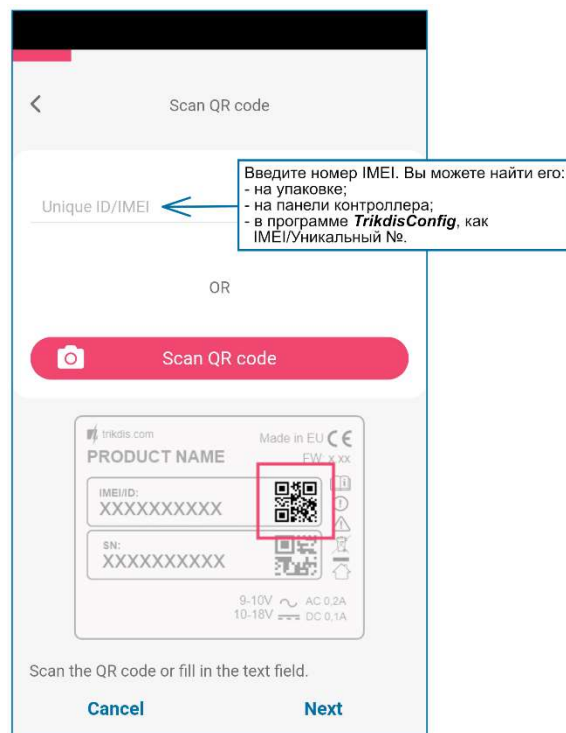 Scan QR code
Введите номер IMEI. Вы можете найти его:
- на упаковке;
- на панели контроллера;
- в программе TrikdisConfig, как
IMEI/Уникальный №.
Unique ID/IMEI
OR
Scan QR code
trikdis.com
Made in EU CE
PRODUCT NAME
FW: x.xx
IMEI/ID:
XXXXXXXXXX
SN:
XXXXXXXXXX
9-10V AC 0,2A
10-18V DC 0,1A
Scan the QR code or fill in the text field.
Cancel
Next